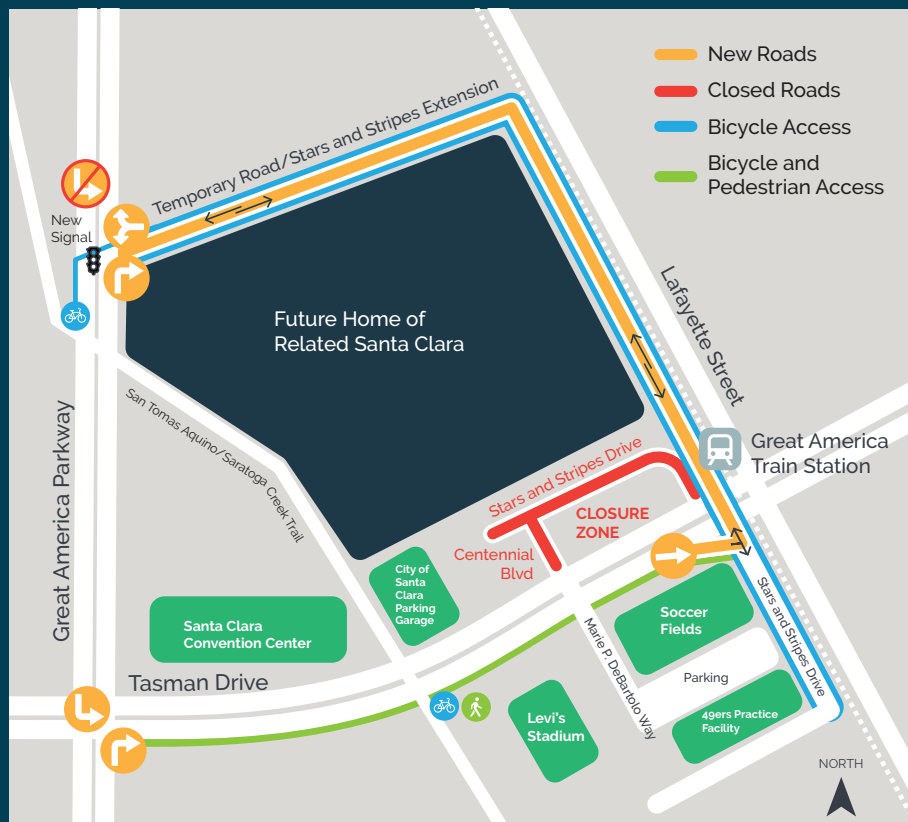 New Roads
Closed Roads
Bicycle Access
Bicycle and
Pedestrian Access
Temporary Road/Stars and Stripes Extension
New
Signal
Future Home of
Related Santa Clara
Lafayette Street
Great America Parkway
San Tomas Aquino/Saratoga Creek Trail
Great America
Train Station
Stars and Stripes Drive
CLOSURE
ZONE
Centennial
Blvd
City of
Santa
Clara
Parking
Garage
Santa Clara
Convention Center
Soccer
Fields
Stars and Stripes Drive
Marie P. DeBartolo Way
Parking
Tasman Drive
Levi's
Stadium
49ers Practice
Facility
NORTH